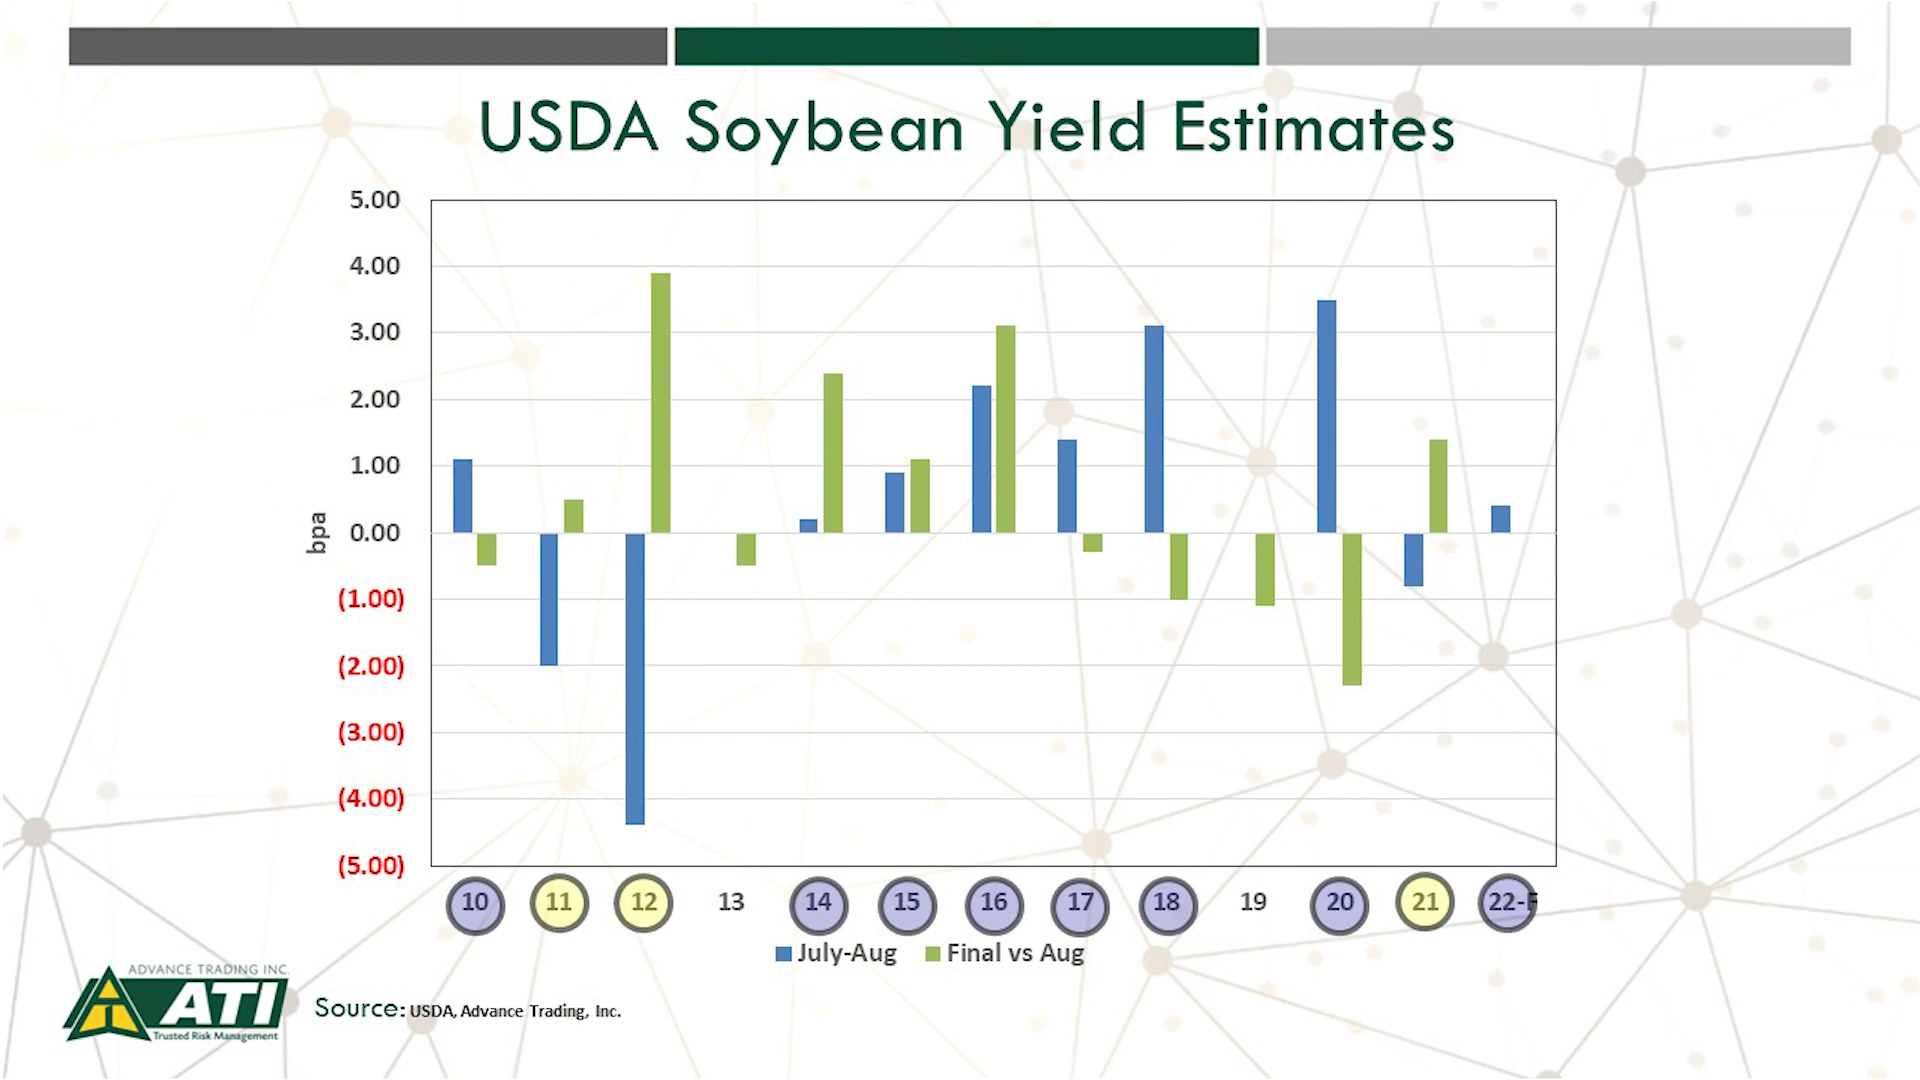 USDA Soybean Yield Estimates
5.00
4.00
3.00
2.00
1.00
0.00
(1.00)
(2.00)
(3.00)
(4.00)
(5.00)
bpa
10 11 12 13 14 15 16 17 18 19 20 21 22-F
July-Aug Final vs Aug
ADVANCE TRADING INC.
ATI
Trusted Risk Management
Source: USDA, Advance Trading, Inc.